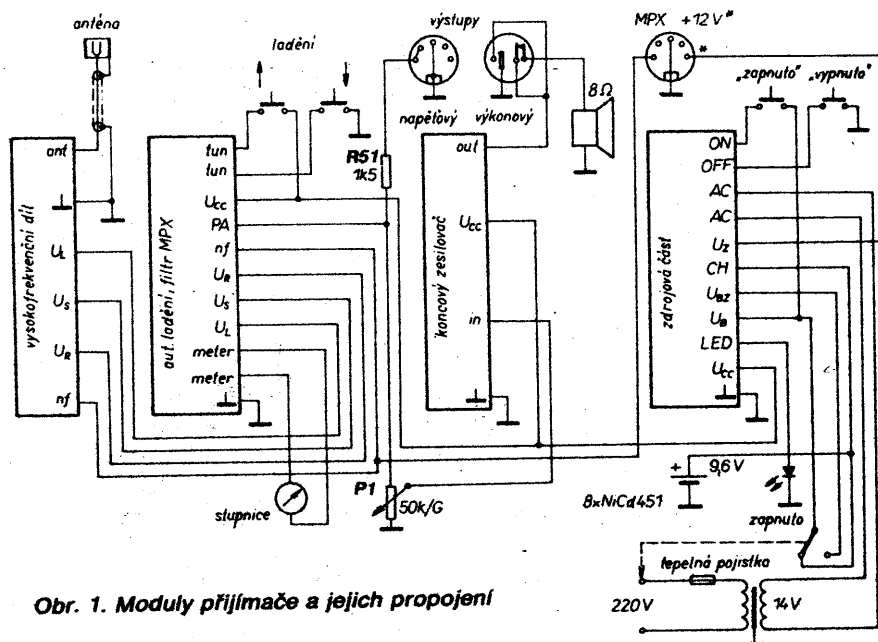 anténa
ladění
výstupy
MPX +12V*
*
„zapnuto“ „vypnuto“
8Ω
napěťový výkonový
R51
1k5
vysokofrekvenční díl
ant
UL
US
UR
nf
aut. ladění, filtr MPX
tun
tun
Ucc
PA
nf
UR
US
UL
meter
meter
koncový zesilovač
out
Ucc
in
zdrojová část
ON
OFF
AC
AC
UZ
CH
UBZ
UB
LED
Ucc
stupnice
P1
50k/G
+
9,6V
8xNiCd451
zapnuto
tepelná pojistka
220V
14V
Obr. 1. Moduly přijímače a jejich propojení